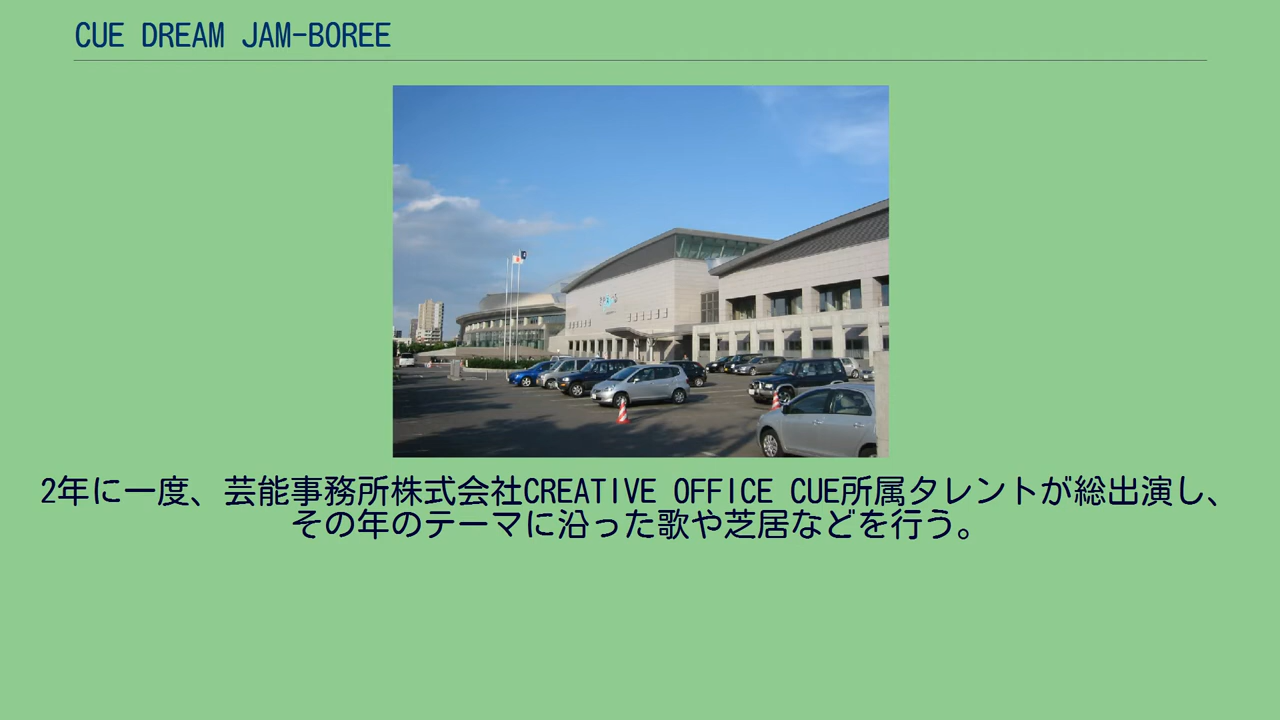 CUE DREAM JAM-BOREE
2年に一度、芸能事務所株式会社CREATIVE OFFICE CUE所属タレントが総出演し、
その年のテーマに沿った歌や芝居などを行う。